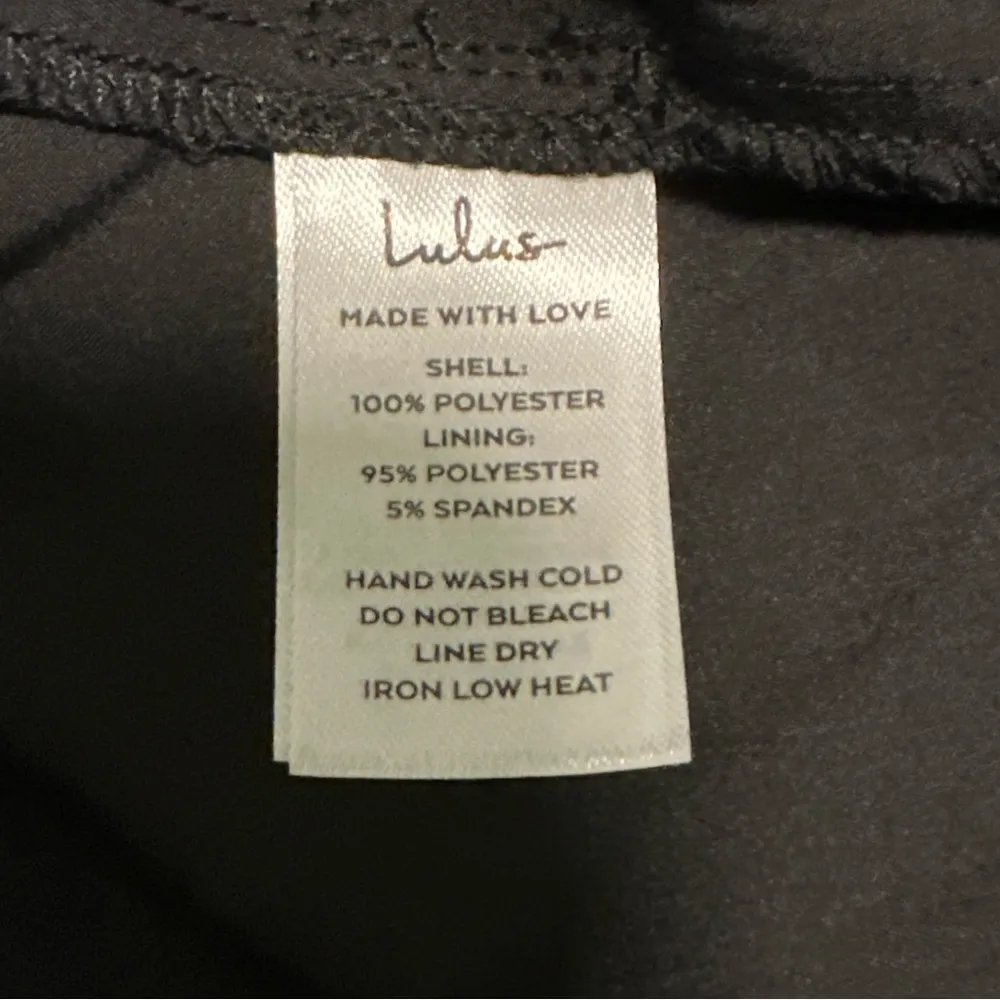 Lulus
MADE WITH LOVE
SHELL:
100% POLYESTER
LINING:
95% POLYESTER
5% SPANDEX
HAND WASH COLD
DO NOT BLEACH
LINE DRY
IRON LOW HEAT